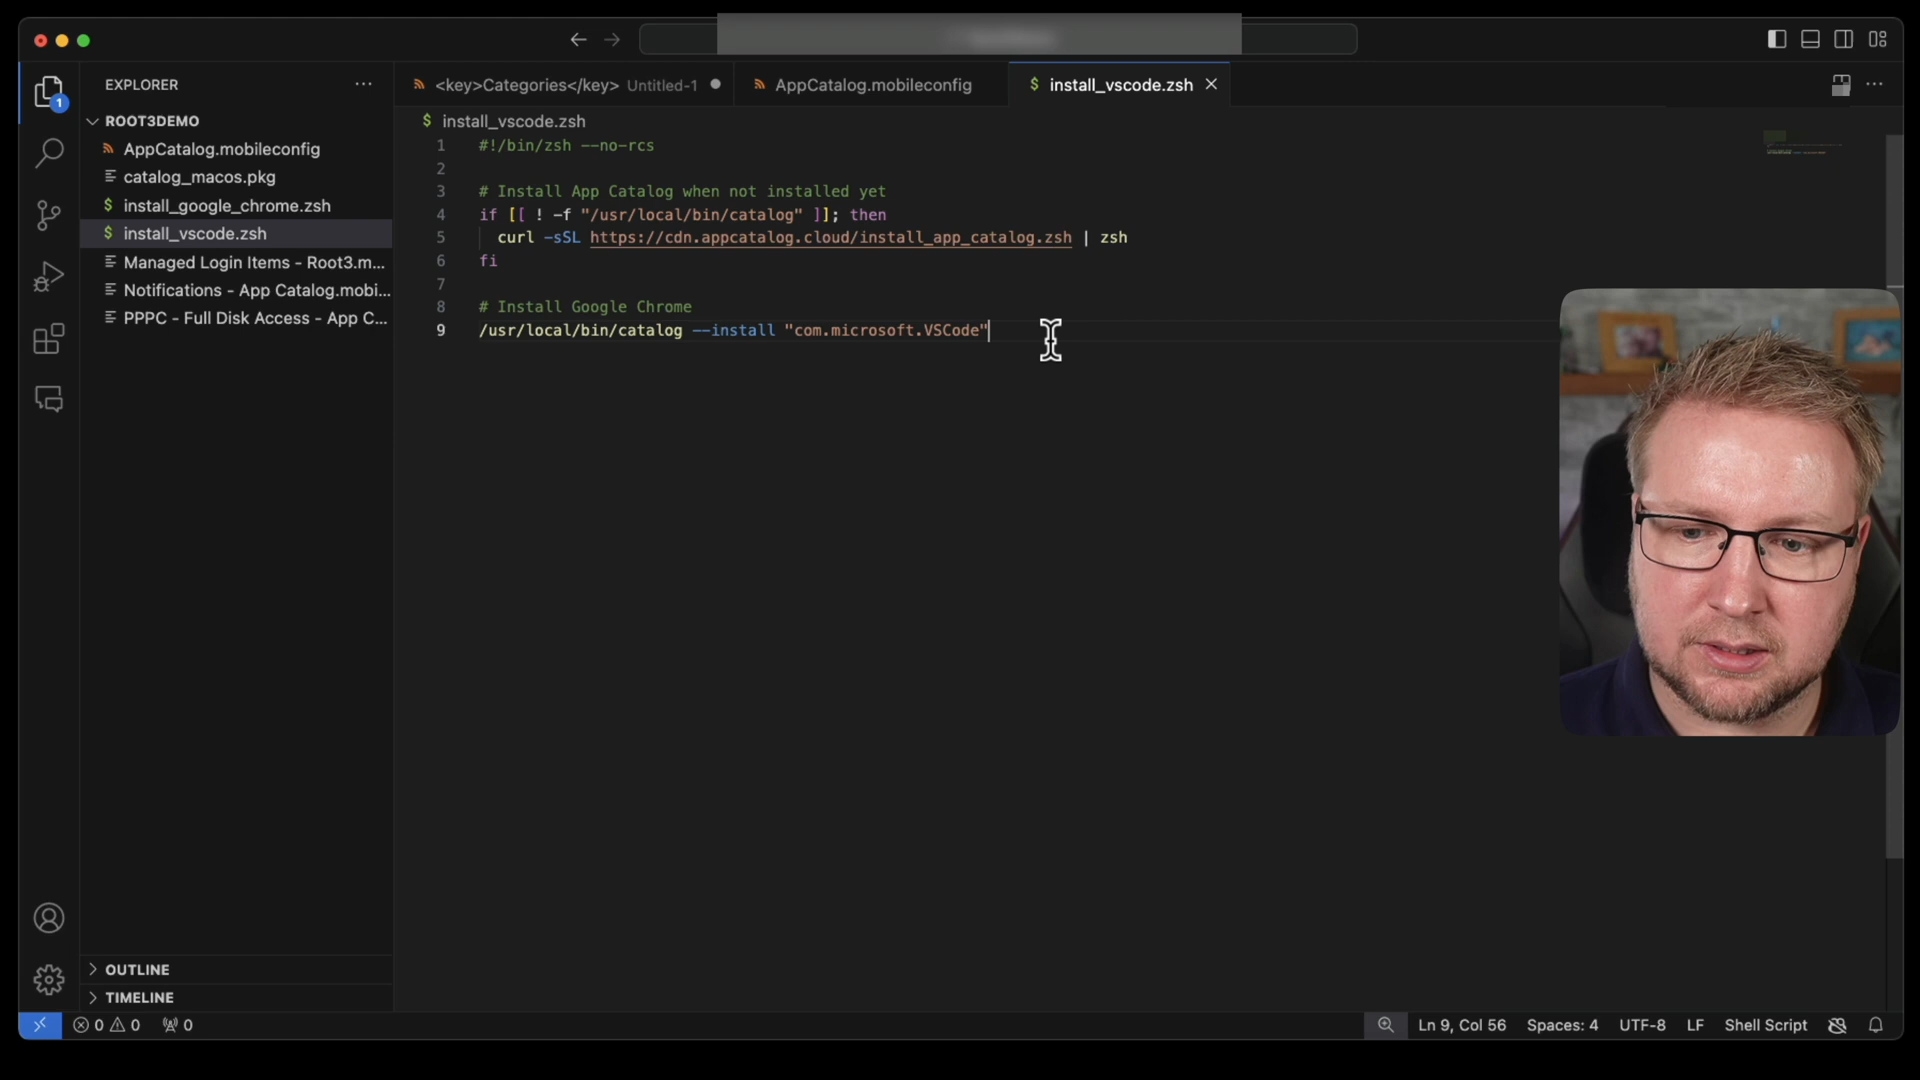 EXPLORER
<key>Categories</key> Untitled-1
AppCatalog.mobileconfig
$ install_vscode.zsh
ROOT3DEMO
AppCatalog.mobileconfig
catalog_macos.pkg
$ install_google_chrome.zsh
$ install_vscode.zsh
Managed Login Items - Root3.m...
Notifications - App Catalog.mobi...
PPPC - Full Disk Access - App C...
OUTLINE
TIMELINE
1
$ install_vscode.zsh
1 #!/bin/zsh --no-rcs
2
3 # Install App Catalog when not installed yet
4 if [[ ! -f "/usr/local/bin/catalog" ]]; then
5 curl -sSL https://cdn.appcatalog.cloud/install_app_catalog.zsh | zsh
6 fi
7
8 # Install Google Chrome
9 /usr/local/bin/catalog --install "com.microsoft.VSCode"
0 0 0
Ln 9, Col 56 Spaces: 4 UTF-8 LF Shell Script